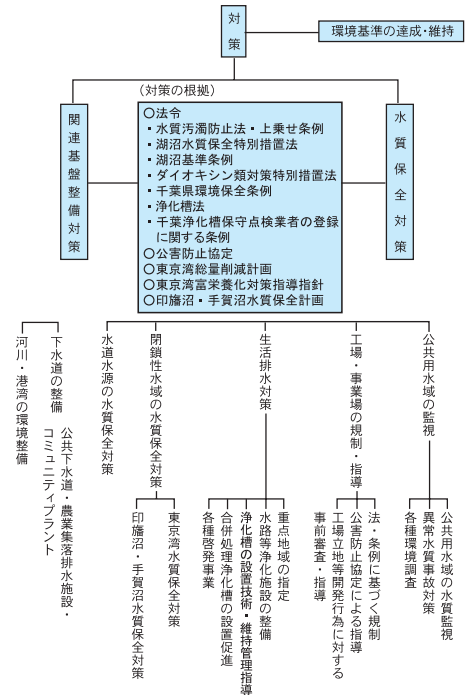 対策
環境基準の達成・維持
(対策の根拠)
関連基盤整備対策
○法令
・水質汚濁防止法・上乗せ条例
・湖沼水質保全特別措置法
・湖沼基準条例
・ダイオキシン類対策特別措置法
・千葉県環境保全条例
・浄化槽法
・千葉浄化槽保守点検業者の登録
に関する条例
○公害防止協定
○東京湾総量削減計画
○東京湾富栄養化対策指導指針
○印旛沼・手賀沼水質保全計画
水質保全対策
河川・港湾の環境整備
下水道の整備
公共下水道・農業集落排水施設・
コミュニティプラント
水道水源の水質保全対策
閉鎖性水域の水質保全対策
印旛沼・手賀沼水質保全対策
東京湾水質保全対策
生活排水対策
各種啓発事業
合併処理浄化槽の設置促進
浄化槽の設置技術・維持管理指導
水路等浄化施設の整備
重点地域の指定
工場・事業場の規制・指導
工場立地等開発行為に対する
事前審査・指導
公害防止協定による指導
法・条例に基づく規制
公共用水域の監視
各種環境調査
異常水質事故対策
公共用水域の水質監視